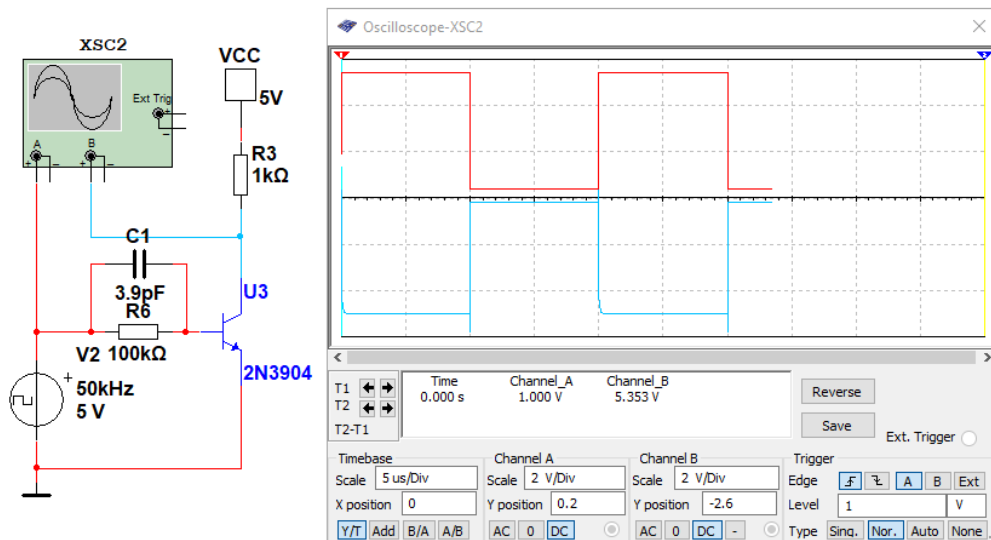 XSC2
Ext Trig
+
−
A
B
+ − + −
VCC
5V
R3
1kΩ
C1
3.9pF
R6
100kΩ
U3
2N3904
V2
+
50kHz
5 V
Oscilloscope-XSC2
1
2
T1
T2
T2-T1
Time Channel_A Channel_B
0.000 s 1.000 V 5.353 V
Reverse
Save
Ext. Trigger
Timebase
Scale 5 us/Div
X position 0
Y/T Add B/A A/B
Channel A
Scale 2 V/Div
Y position 0.2
AC 0 DC
Channel B
Scale 2 V/Div
Y position -2.6
AC 0 DC -
Trigger
Edge A B Ext
Level 1 V
Type Sing. Nor. Auto None